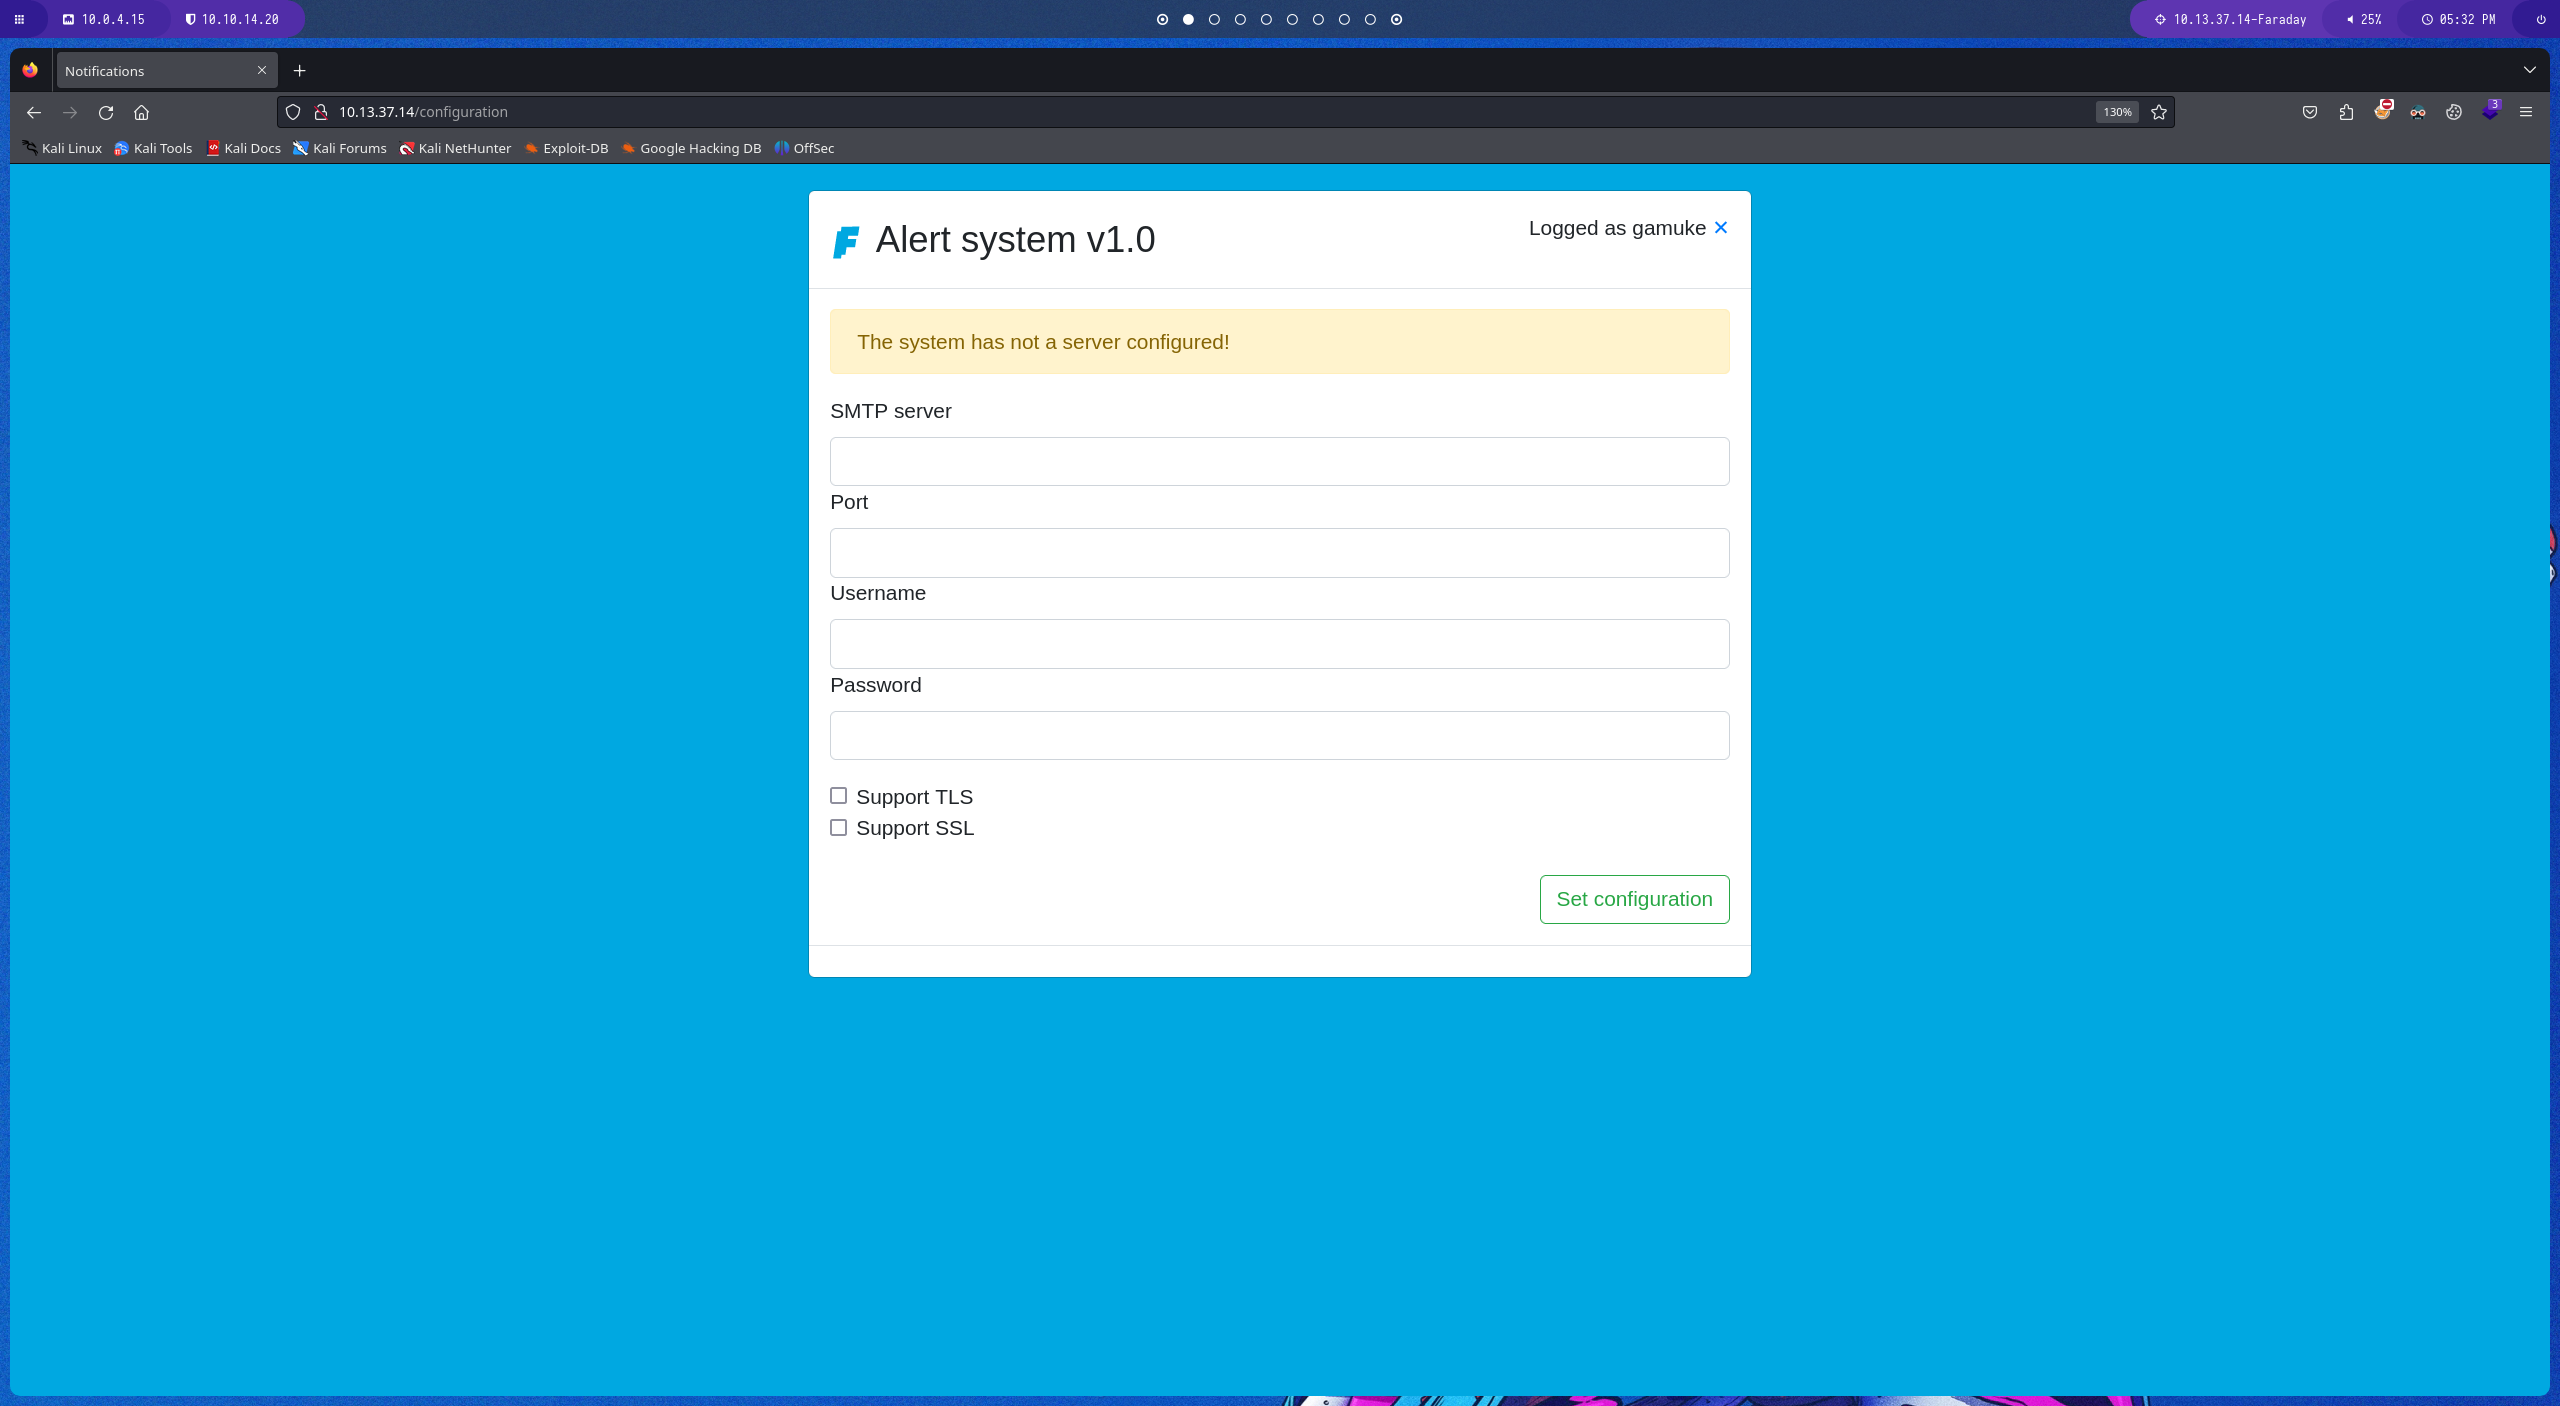 10.0.4.15 10.10.14.20 10.13.37.14-Faraday 25% 05:32 PM
Notifications
10.13.37.14/configuration 130% 3
Kali Linux Kali Tools Kali Docs Kali Forums Kali NetHunter Exploit-DB Google Hacking DB OffSec
Alert system v1.0
Logged as gamuke ×
The system has not a server configured!
SMTP server
Port
Username
Password
Support TLS
Support SSL
Set configuration